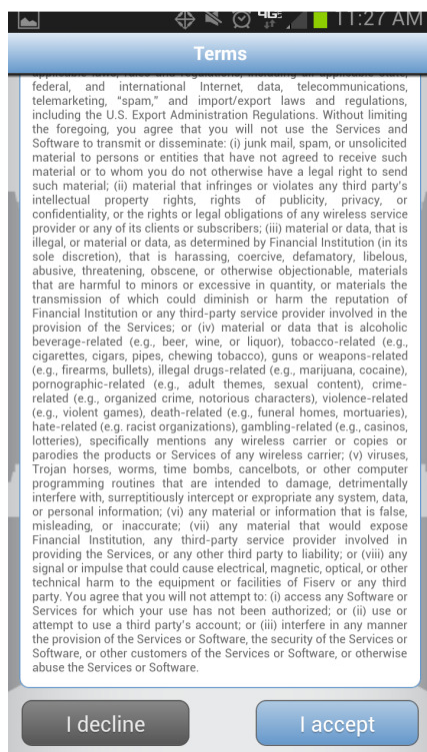 4G 11:27 AM
Terms
applicable laws, rules and regulations, including all applicable state,
federal, and international Internet, data, telecommunications,
telemarketing, “spam,” and import/export laws and regulations,
including the U.S. Export Administration Regulations. Without limiting
the foregoing, you agree that you will not use the Services and
Software to transmit or disseminate: (i) junk mail, spam, or unsolicited
material to persons or entities that have not agreed to receive such
material or to whom you do not otherwise have a legal right to send
such material; (ii) material that infringes or violates any third party’s
intellectual property rights, rights of publicity, privacy, or
confidentiality, or the rights or legal obligations of any wireless service
provider or any of its clients or subscribers; (iii) material or data, that is
illegal, or material or data, as determined by Financial Institution (in its
sole discretion), that is harassing, coercive, defamatory, libelous,
abusive, threatening, obscene, or otherwise objectionable, materials
that are harmful to minors or excessive in quantity, or materials the
transmission of which could diminish or harm the reputation of
Financial Institution or any third-party service provider involved in the
provision of the Services; or (iv) material or data that is alcoholic
beverage-related (e.g., beer, wine, or liquor), tobacco-related (e.g.,
cigarettes, cigars, pipes, chewing tobacco), guns or weapons-related
(e.g., firearms, bullets), illegal drugs-related (e.g., marijuana, cocaine),
pornographic-related (e.g., adult themes, sexual content), crime-
related (e.g., organized crime, notorious characters), violence-related
(e.g., violent games), death-related (e.g., funeral homes, mortuaries),
hate-related (e.g. racist organizations), gambling-related (e.g., casinos,
lotteries), specifically mentions any wireless carrier or copies or
parodies the products or Services of any wireless carrier; (v) viruses,
Trojan horses, worms, time bombs, cancelbots, or other computer
programming routines that are intended to damage, detrimentally
interfere with, surreptitiously intercept or expropriate any system, data,
or personal information; (vi) any material or information that is false,
misleading, or inaccurate; (vii) any material that would expose
Financial Institution, any third-party service provider involved in
providing the Services, or any other third party to liability; or (viii) any
signal or impulse that could cause electrical, magnetic, optical, or other
technical harm to the equipment or facilities of Fiserv or any third
party. You agree that you will not attempt to: (i) access any Software or
Services for which your use has not been authorized; or (ii) use or
attempt to use a third party’s account; or (iii) interfere in any manner
the provision of the Services or Software, the security of the Services or
Software, or other customers of the Services or Software, or otherwise
abuse the Services or Software.
I decline
I accept